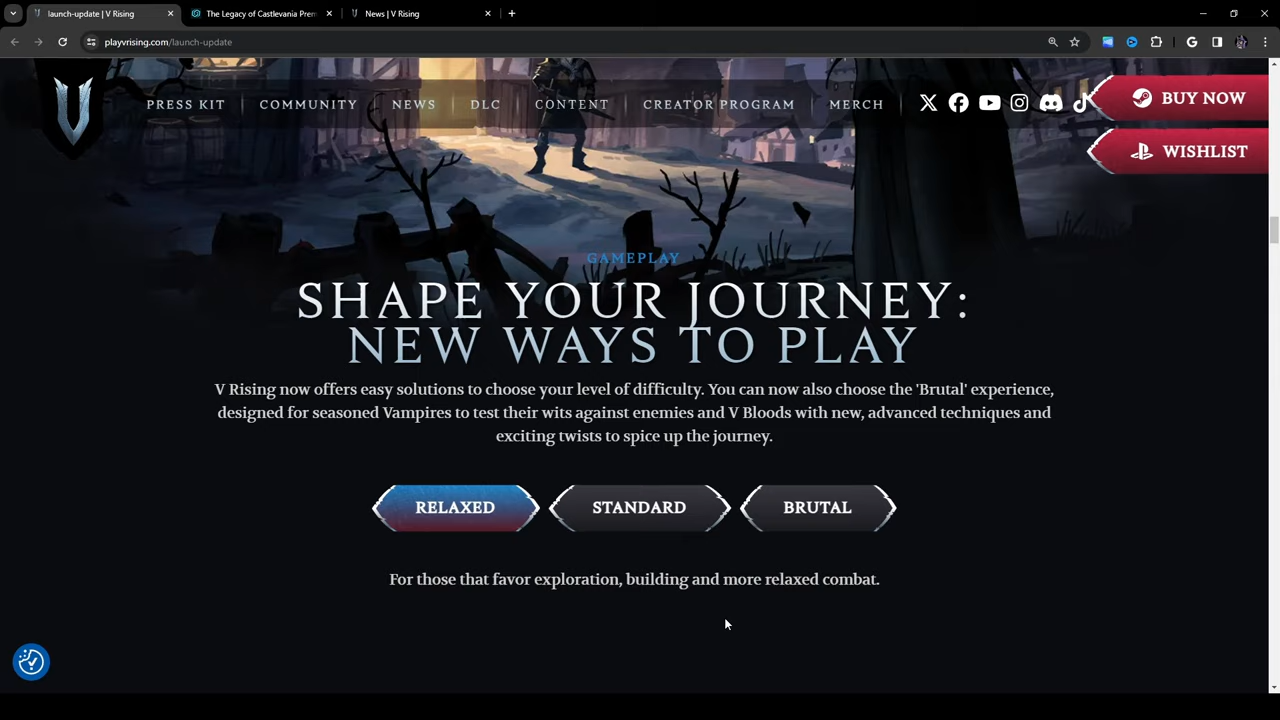 launch-update | V Rising
The Legacy of Castlevania Prem
News | V Rising
playvrising.com/launch-update
PRESS KIT
COMMUNITY
NEWS
DLC
CONTENT
CREATOR PROGRAM
MERCH
BUY NOW
WISHLIST
GAMEPLAY
SHAPE YOUR JOURNEY:
NEW WAYS TO PLAY
V Rising now offers easy solutions to choose your level of difficulty. You can now also choose the 'Brutal' experience,
designed for seasoned Vampires to test their wits against enemies and V Bloods with new, advanced techniques and
exciting twists to spice up the journey.
RELAXED
STANDARD
BRUTAL
For those that favor exploration, building and more relaxed combat.